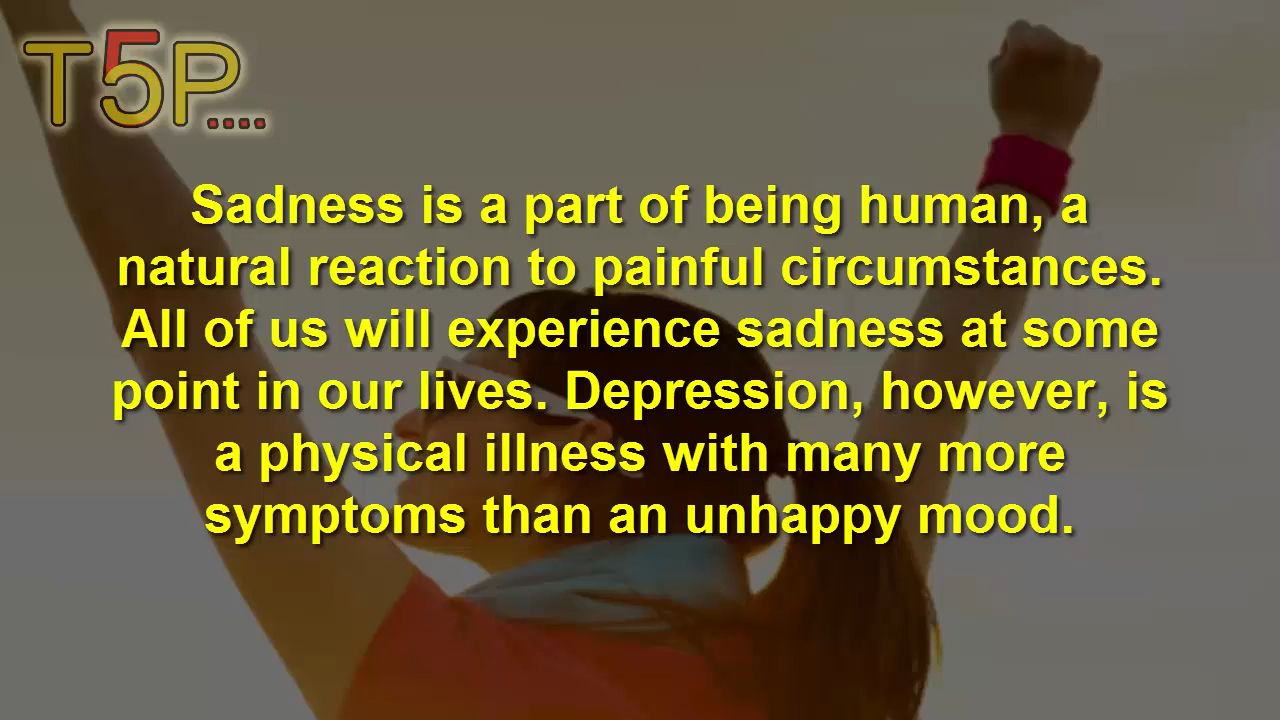 T5P....
Sadness is a part of being human, a
natural reaction to painful circumstances.
All of us will experience sadness at some
point in our lives. Depression, however, is
a physical illness with many more
symptoms than an unhappy mood.